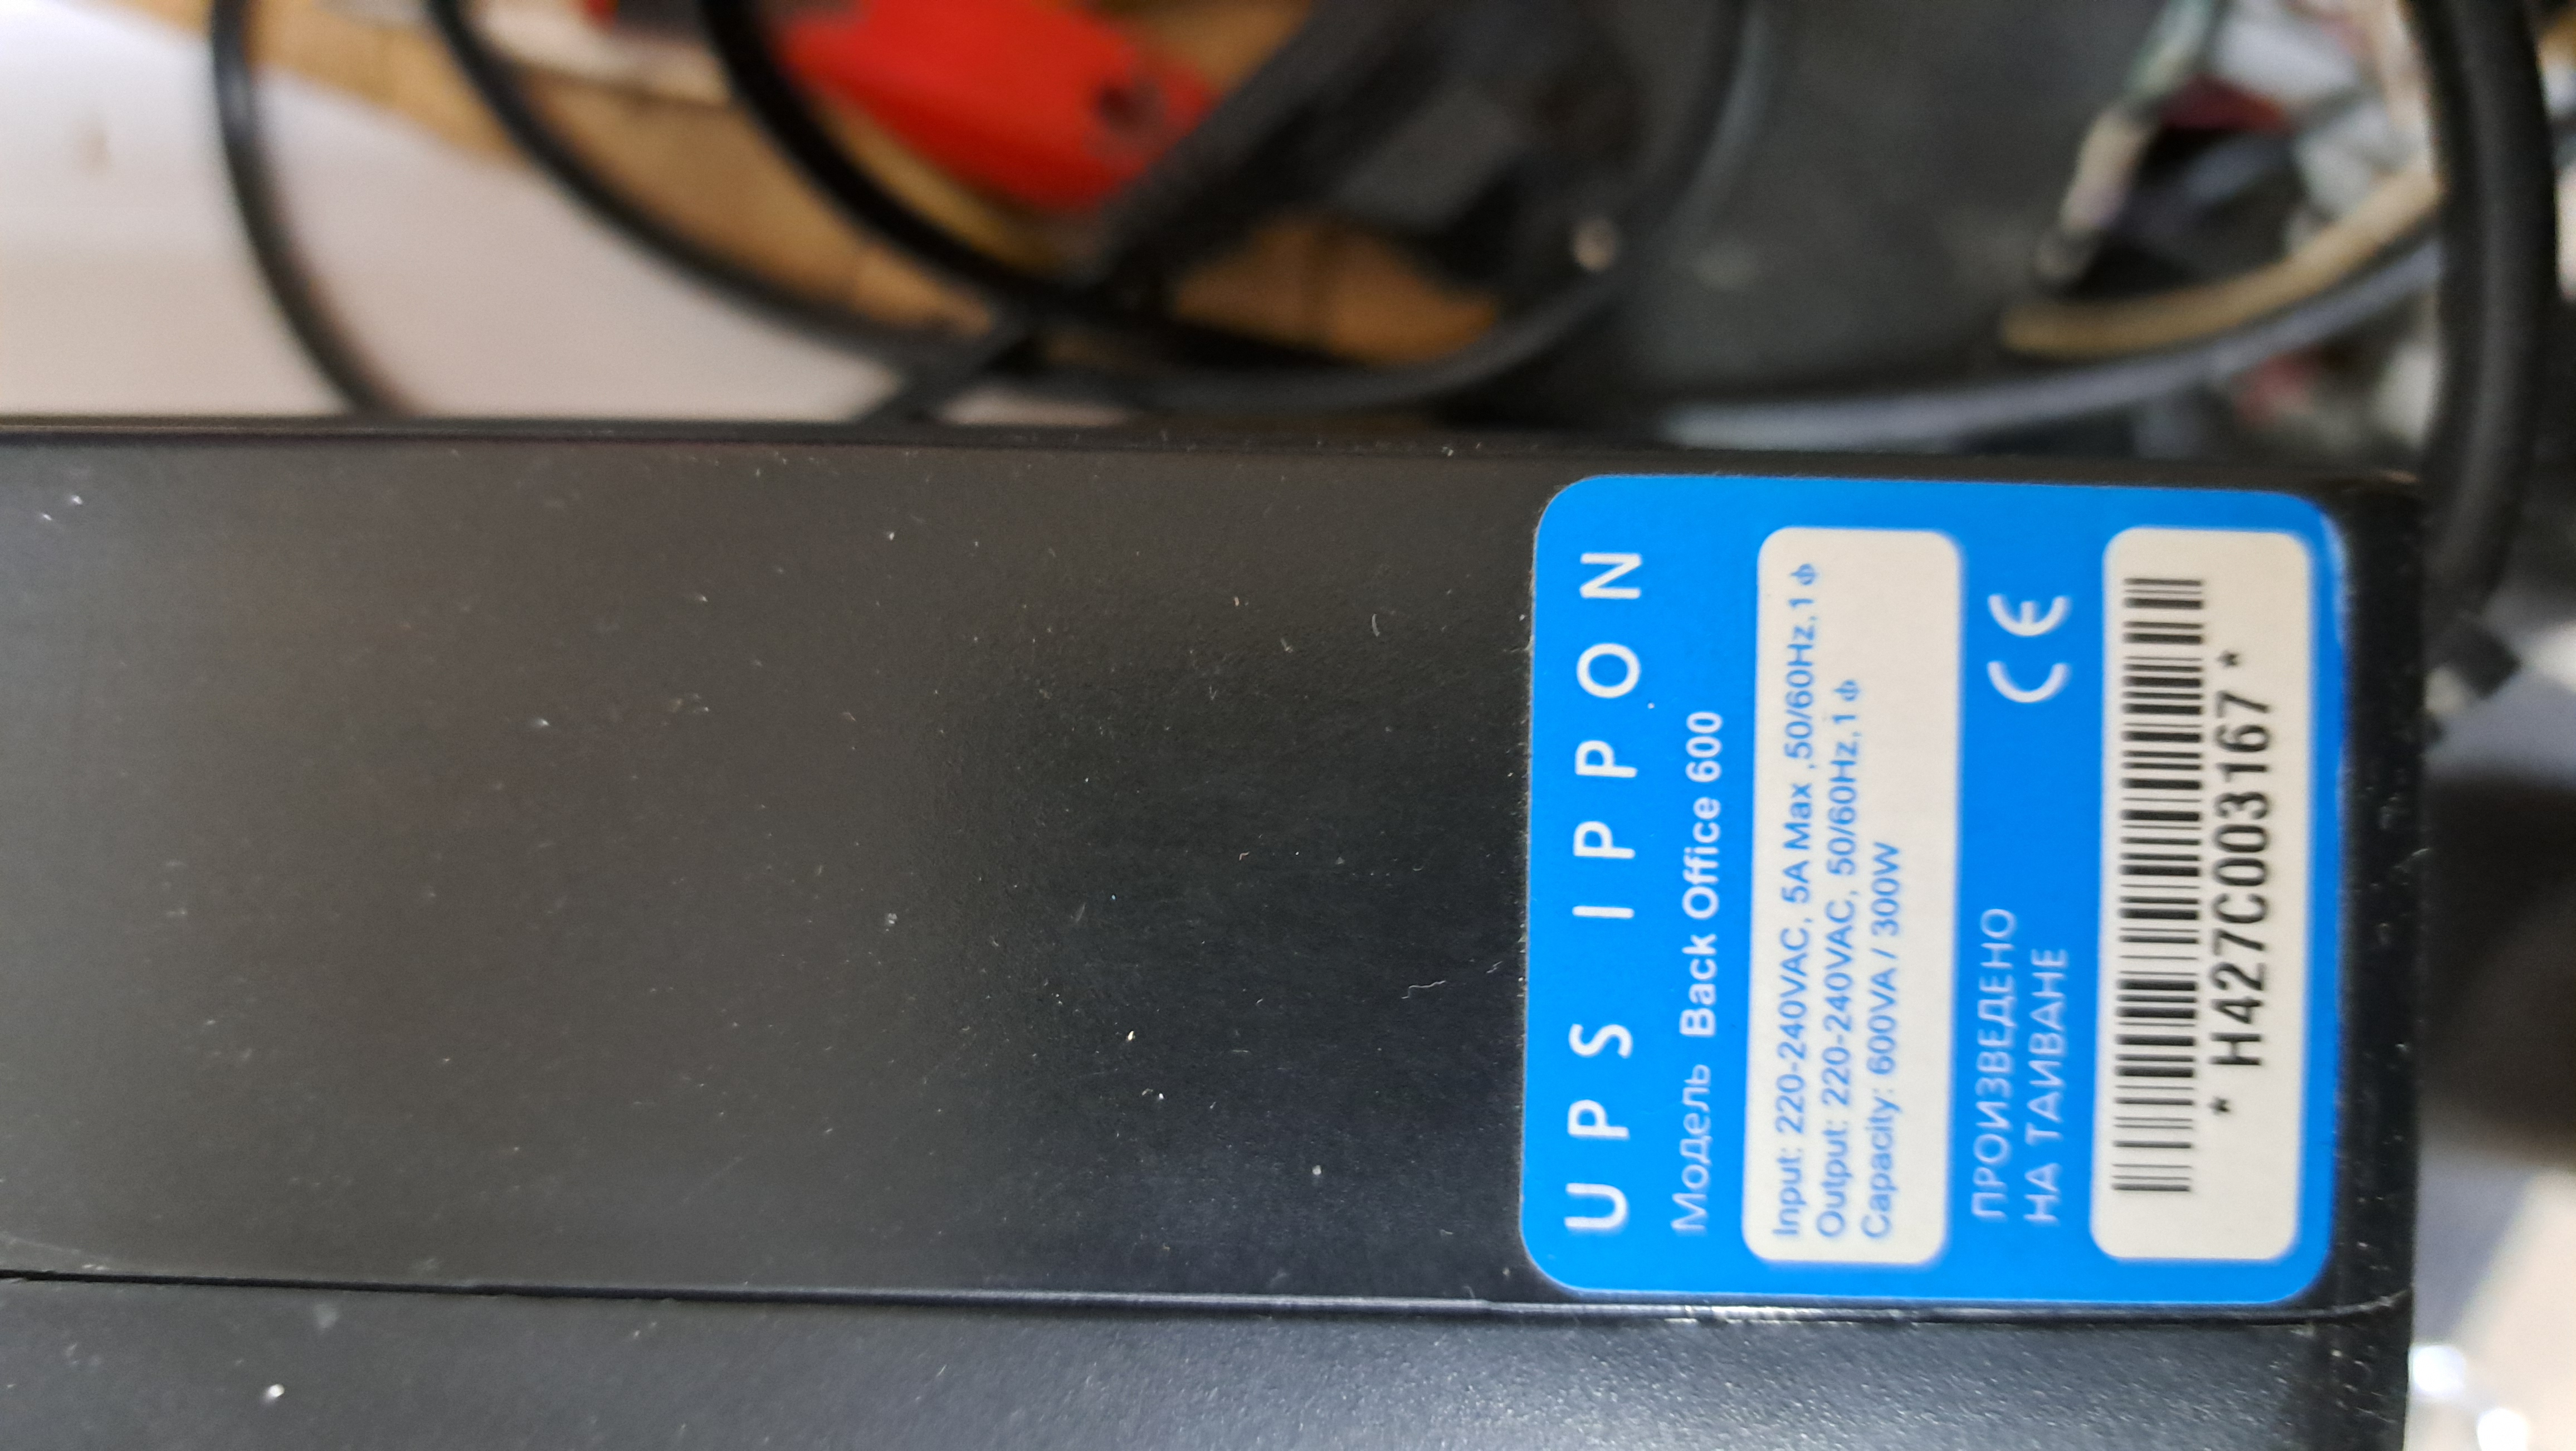 UPS IPPON
Модель Back Office 600
Input: 220-240VAC, 5A Max ,50/60Hz,1 ф
Output: 220-240VAC, 50/60Hz,1 ф
Capacity: 600VA / 300W
ПРОИЗВЕДЕНО
НА ТАИВАНЕ
CE
* H427C003167 *